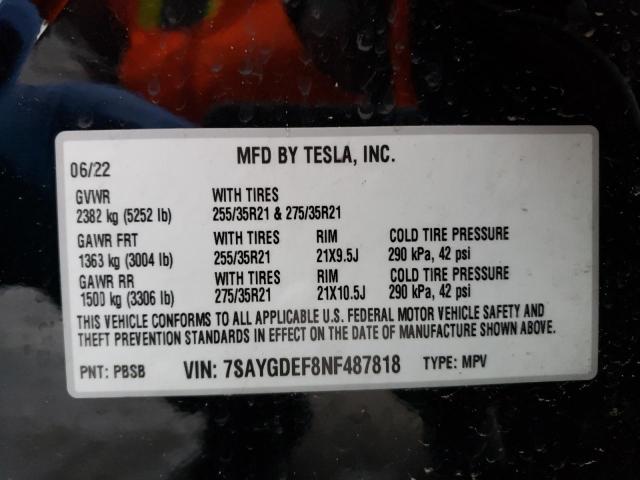 MFD BY TESLA, INC.
06/22
GVWR WITH TIRES
2382 kg (5252 lb) 255/35R21 & 275/35R21
GAWR FRT WITH TIRES RIM COLD TIRE PRESSURE
1363 kg (3004 lb) 255/35R21 21X9.5J 290 kPa, 42 psi
GAWR RR WITH TIRES RIM COLD TIRE PRESSURE
1500 kg (3306 lb) 275/35R21 21X10.5J 290 kPa, 42 psi
THIS VEHICLE CONFORMS TO ALL APPLICABLE U.S. FEDERAL MOTOR VEHICLE SAFETY AND
THEFT PREVENTION STANDARDS IN EFFECT ON THE DATE OF MANUFACTURE SHOWN ABOVE.
PNT: PBSB VIN: 7SAYGDEF8NF487818 TYPE: MPV